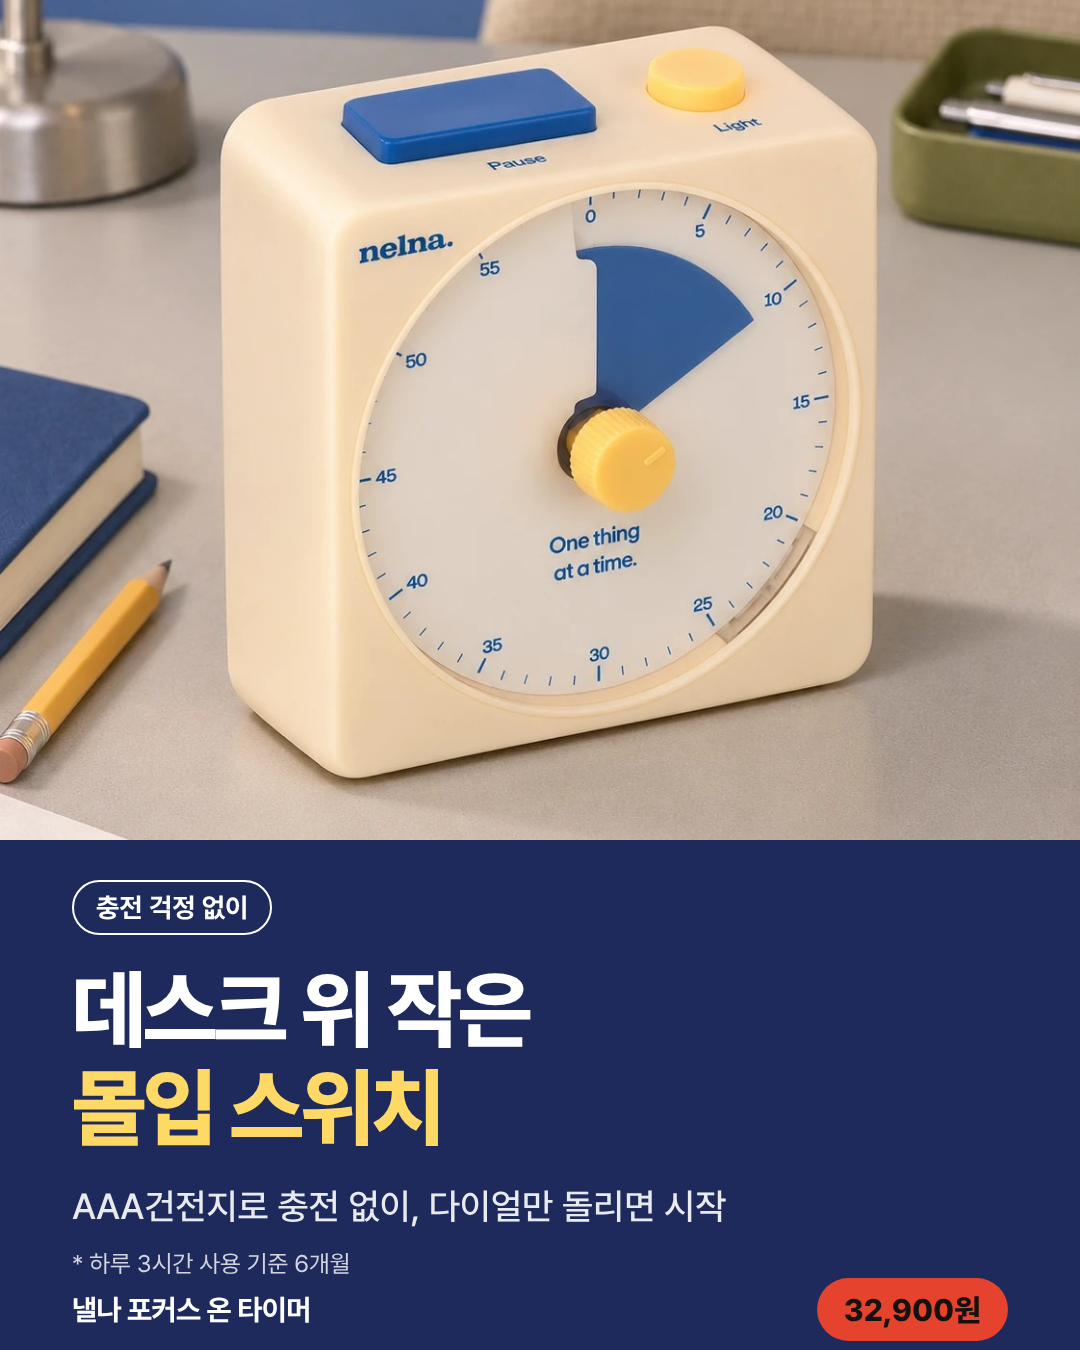 Pause
Light
nelna.
0
5
10
15
20
25
30
35
40
45
50
55
One thing
at a time.
충전 걱정 없이
데스크 위 작은
몰입 스위치
AAA건전지로 충전 없이, 다이얼만 돌리면 시작
* 하루 3시간 사용 기준 6개월
낼나 포커스 온 타이머
32,900원